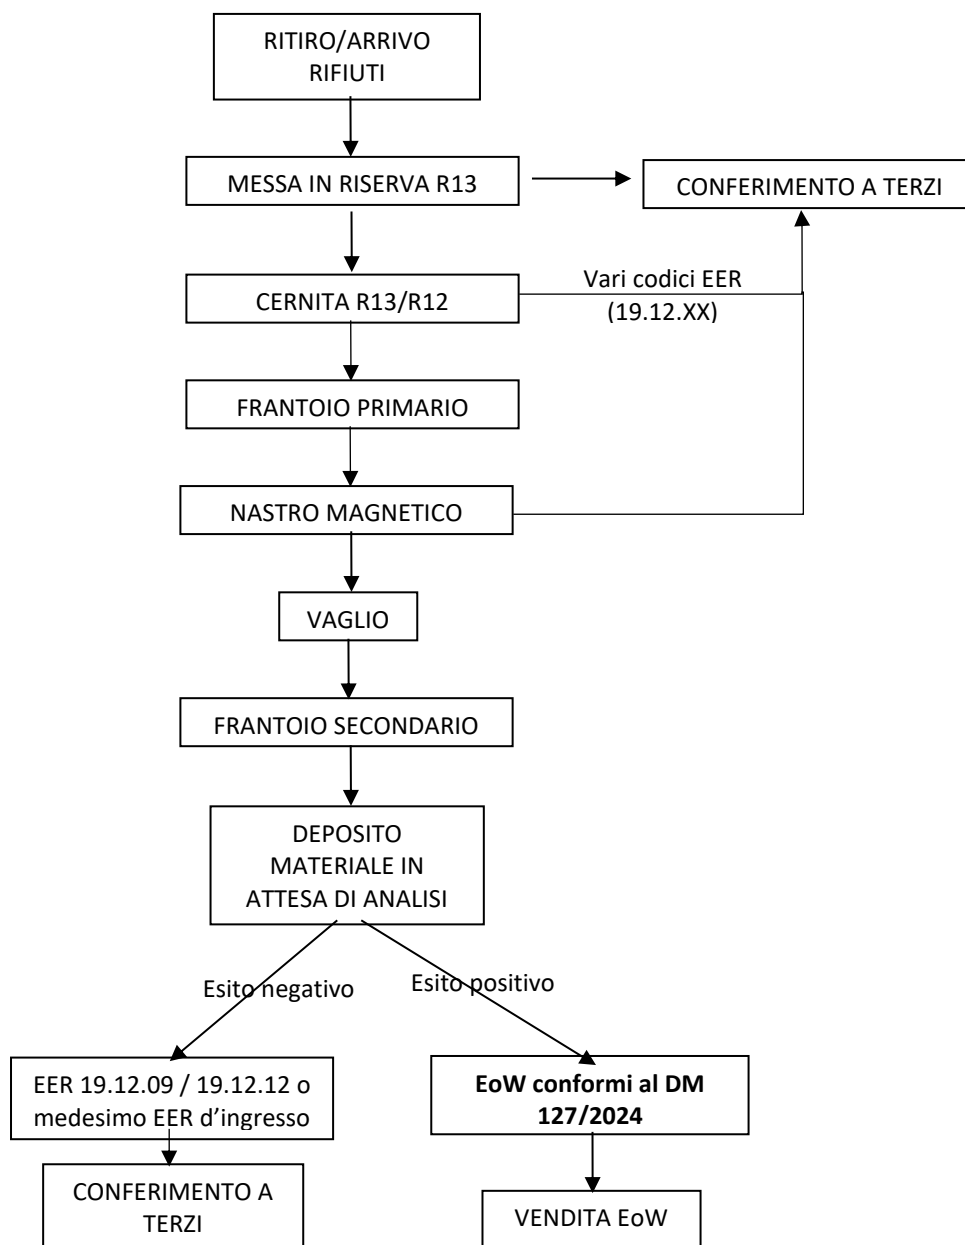 RITIRO/ARRIVO
RIFIUTI
MESSA IN RISERVA R13
CONFERIMENTO A TERZI
CERNITA R13/R12
Vari codici EER
(19.12.XX)
FRANTOIO PRIMARIO
NASTRO MAGNETICO
VAGLIO
FRANTOIO SECONDARIO
DEPOSITO
MATERIALE IN
ATTESA DI ANALISI
Esito negativo
Esito positivo
EER 19.12.09 / 19.12.12 o
medesimo EER d'ingresso
EoW conformi al DM
127/2024
CONFERIMENTO A
TERZI
VENDITA EoW